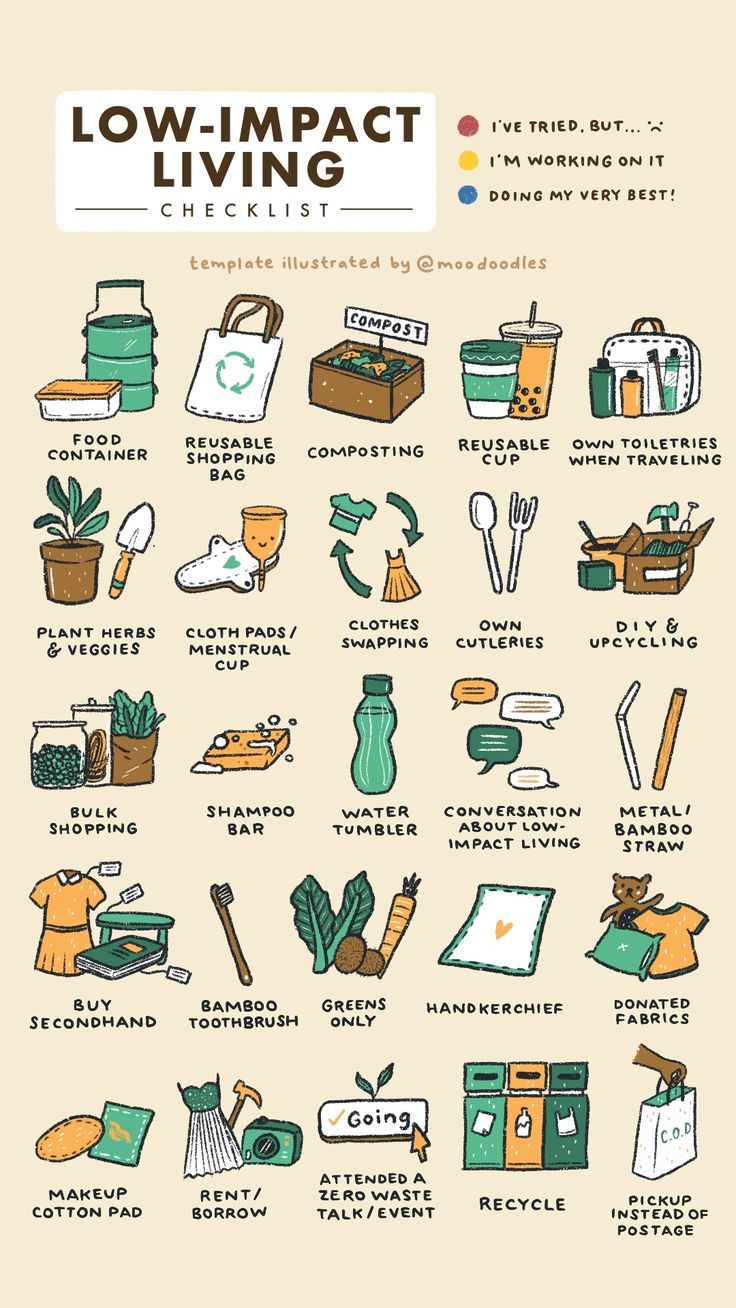 LOW-IMPACT
LIVING
CHECKLIST
I'VE TRIED, BUT...
I'M WORKING ON IT
DOING MY VERY BEST!
template illustrated by @moodoodles
COMPOST
FOOD
CONTAINER
REUSABLE
SHOPPING
BAG
COMPOSTING
REUSABLE
CUP
OWN TOILETRIES
WHEN TRAVELING
PLANT HERBS
& VEGGIES
CLOTH PADS/
MENSTRUAL
CUP
CLOTHES
SWAPPING
OWN
CUTLERIES
DIY &
UPCYCLING
BULK
SHOPPING
SHAMPOO
BAR
WATER
TUMBLER
CONVERSATION
ABOUT LOW-
IMPACT LIVING
METAL/
BAMBOO
STRAW
BUY
SECONDHAND
BAMBOO
TOOTHBRUSH
GREENS
ONLY
HANDKERCHIEF
DONATED
FABRICS
MAKEUP
COTTON PAD
RENT/
BORROW
Going
ATTENDED A
ZERO WASTE
TALK/EVENT
RECYCLE
C.O.D
PICKUP
INSTEAD OF
POSTAGE